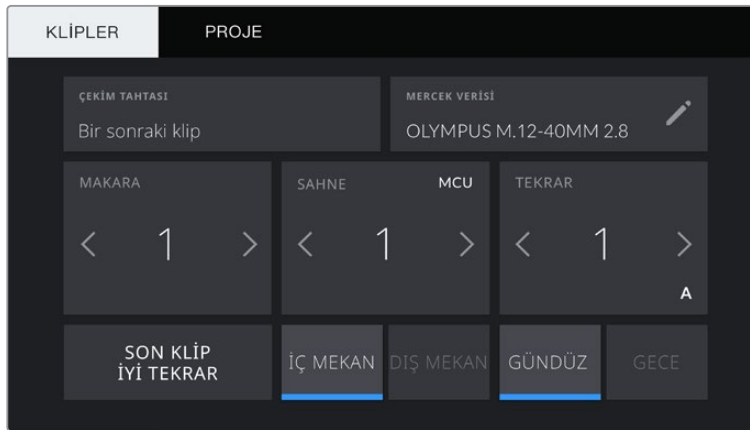 KLİPLER PROJE
ÇEKİM TAHTASI MERCEK VERİSİ
Bir sonraki klip OLYMPUS M.12-40MM 2.8
MAKARA SAHNE MCU TEKRAR
1 1 1
A
SON KLİP
İYİ TEKRAR
İÇ MEKAN DIŞ MEKAN GÜNDÜZ GECE